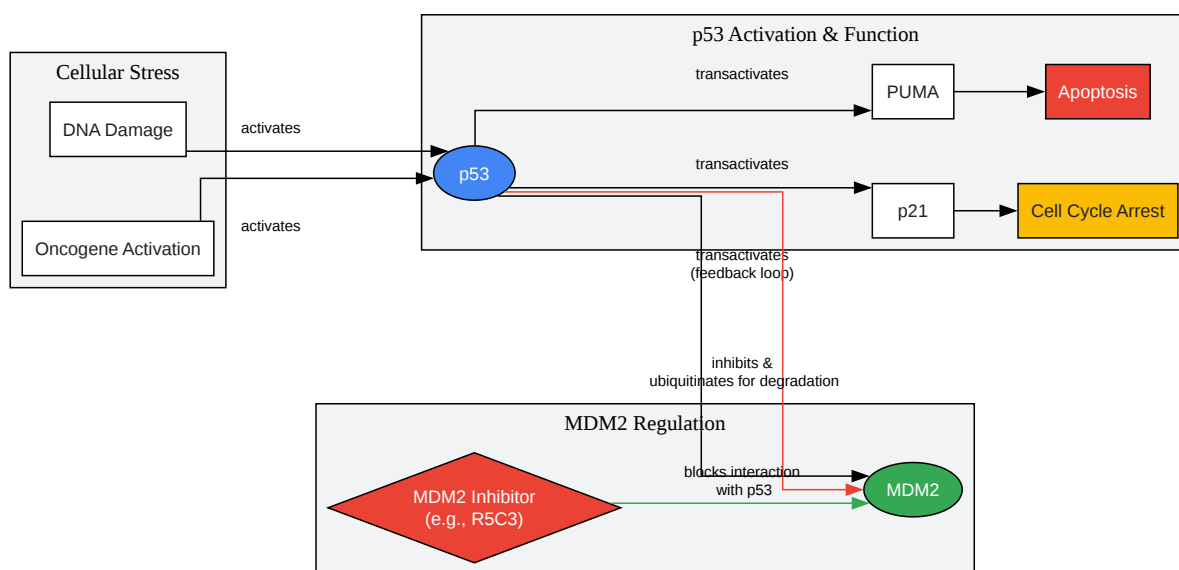 Cellular Stress
DNA Damage
Oncogene Activation
activates
activates
p53 Activation & Function
p53
transactivates
PUMA
Apoptosis
transactivates
p21
Cell Cycle Arrest
transactivates
(feedback loop)
inhibits &
ubiquitinates for degradation
MDM2 Regulation
MDM2 Inhibitor
(e.g., R5C3)
blocks interaction
with p53
MDM2